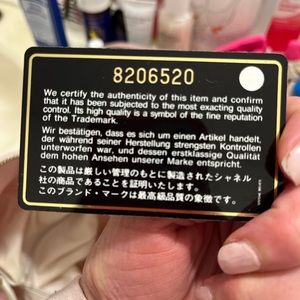 8206520
We certify the authenticity of this item and confirm
that it has been subjected to the most exacting quality
control. Its high quality is a symbol of the fine reputation
of the Trademark.
Wir bestätigen, dass es sich um einen Artikel handelt,
der während seiner Herstellung strengsten Kontrollen
unterworfen war, und dessen erstklassige Qualität
dem hohen Ansehen unserer Marke entspricht.
この製品は厳しい管理のもとに製造されたシャネル
社の商品であることを証明いたします。
このブランド・マークは最高級品質の象徴です。